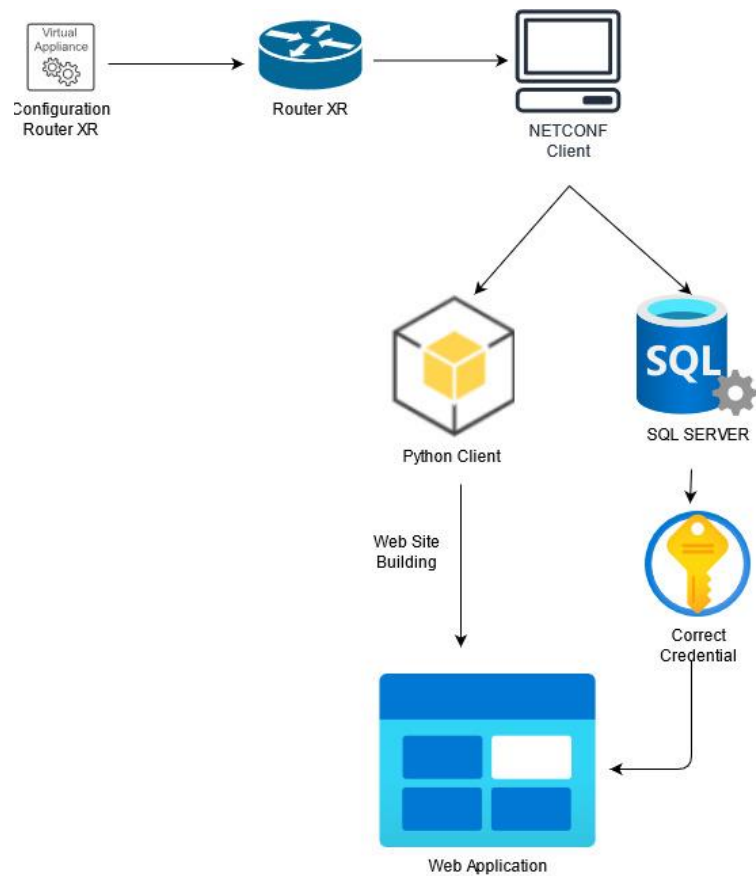 Virtual
Appliance
Configuration
Router XR
Router XR
NETCONF
Client
SQL
Python Client
SQL SERVER
Web Site
Building
Correct
Credential
Web Application